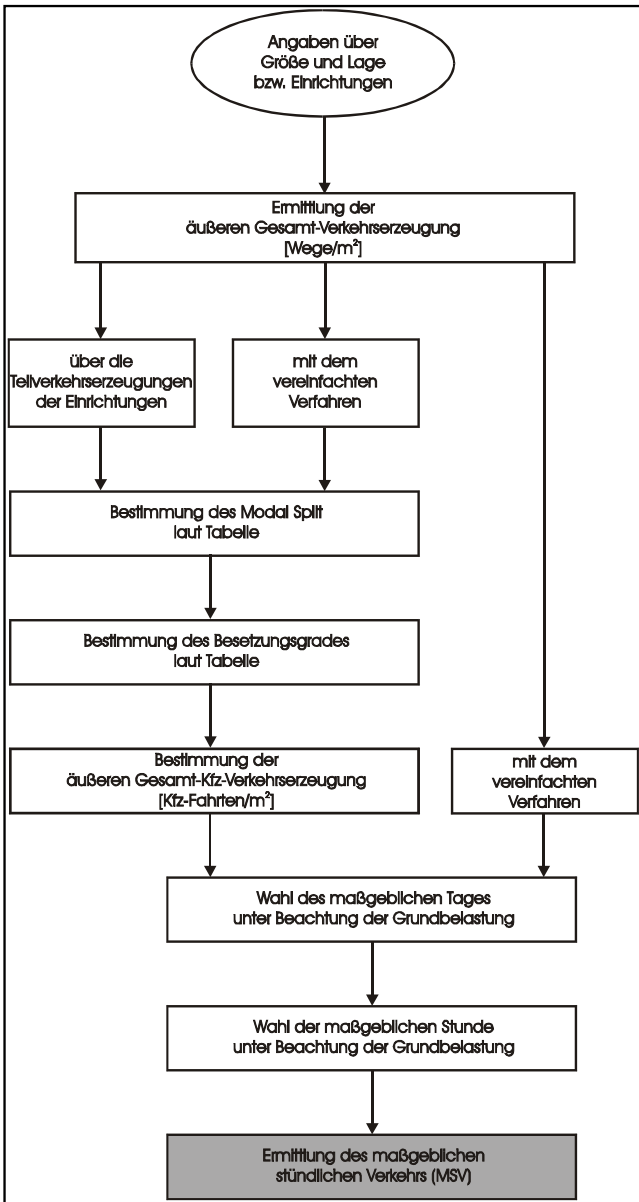 Angaben über
Größe und Lage
bzw. Einrichtungen
Ermittlung der
äußeren Gesamt-Verkehrserzeugung
[Wege/m²]
über die
Teilverkehrserzeugungen
der Einrichtungen
mit dem
vereinfachten
Verfahren
Bestimmung des Modal Split
laut Tabelle
Bestimmung des Besetzungsgrades
laut Tabelle
Bestimmung der
äußeren Gesamt-Kfz-Verkehrserzeugung
[Kfz-Fahrten/m²]
mit dem
vereinfachten
Verfahren
Wahl des maßgeblichen Tages
unter Beachtung der Grundbelastung
Wahl der maßgeblichen Stunde
unter Beachtung der Grundbelastung
Ermittlung des maßgeblichen
stündlichen Verkehrs (MSV)